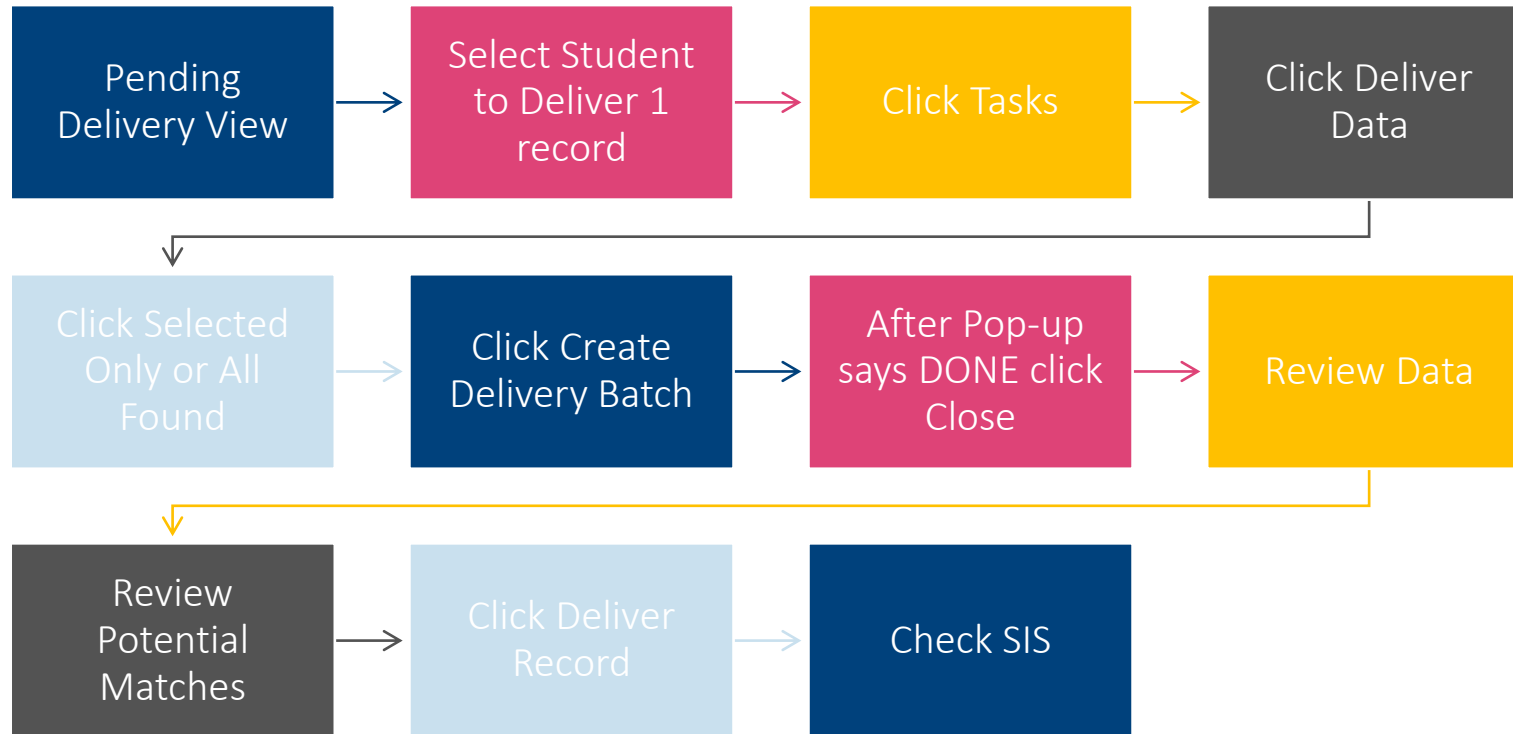 Pending
Delivery View
Select Student
to Deliver 1
record
Click Tasks
Click Deliver
Data
Click Selected
Only or All
Found
Click Create
Delivery Batch
After Pop-up
says DONE click
Close
Review Data
Review
Potential
Matches
Click Deliver
Record
Check SIS